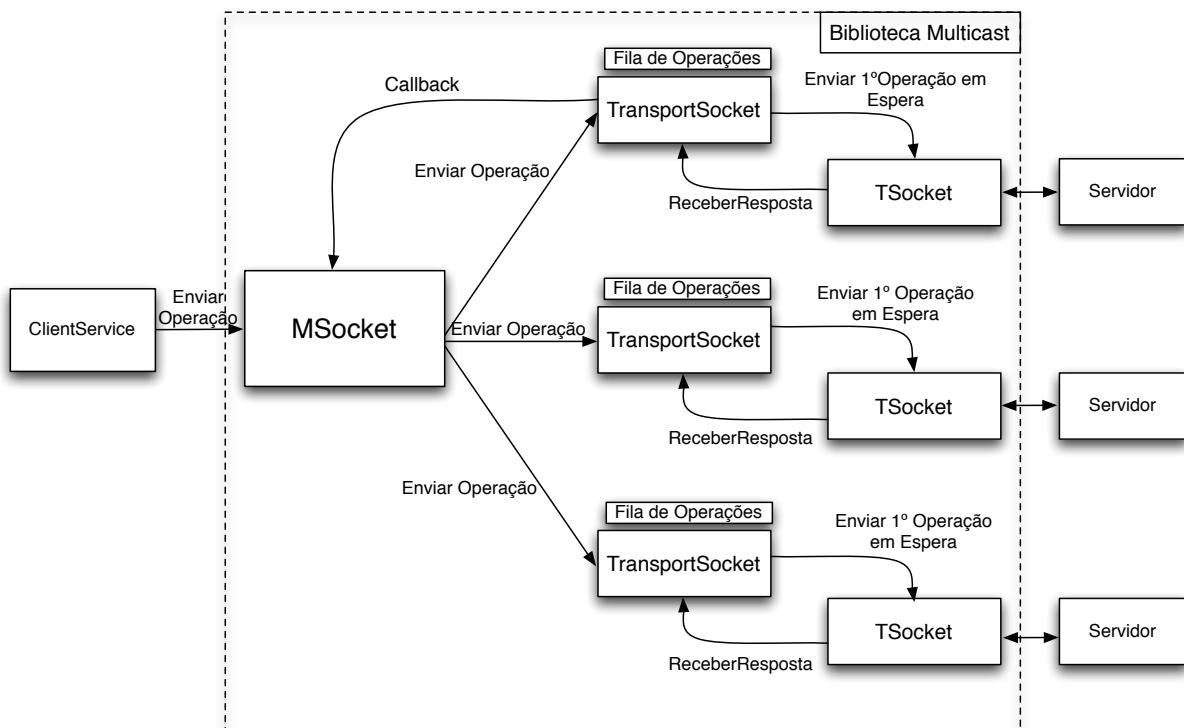 Biblioteca Multicast
Fila de Operações
TransportSocket
Callback
Enviar 1ºOperação em
Espera
Enviar Operação
ReceberResposta
TSocket
Servidor
ClientService
Enviar
Operação
MSocket
Enviar Operação
Fila de Operações
TransportSocket
Enviar 1º Operação
em Espera
ReceberResposta
TSocket
Servidor
Enviar Operação
Fila de Operações
TransportSocket
Enviar 1º Operação
em Espera
ReceberResposta
TSocket
Servidor